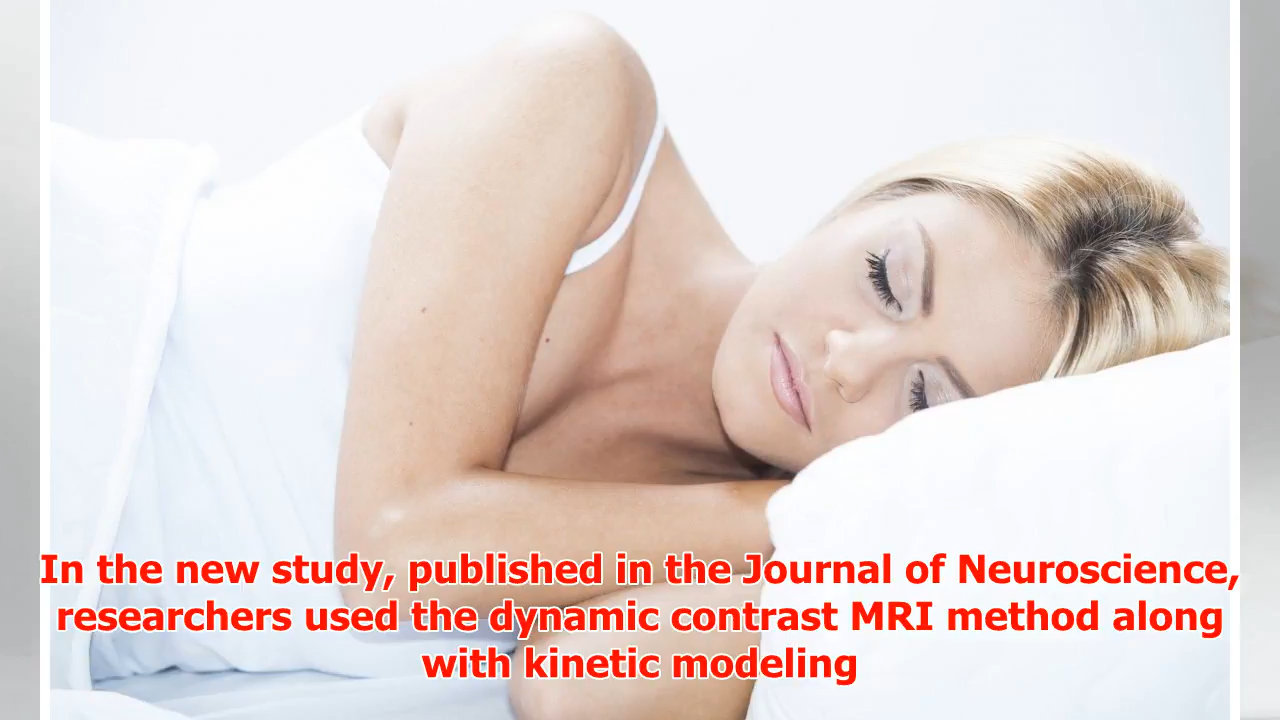 In the new study, published in the Journal of Neuroscience,
researchers used the dynamic contrast MRI method along
with kinetic modeling